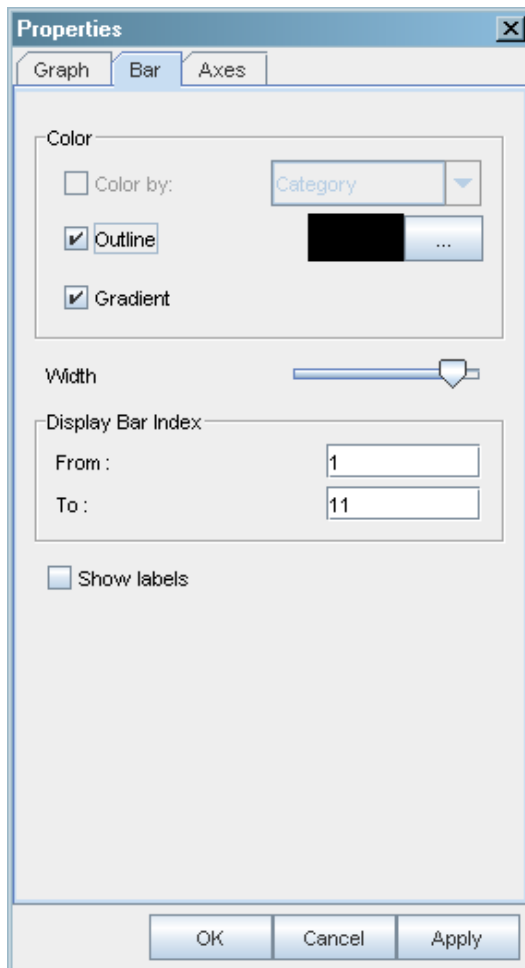 Properties
Graph Bar Axes
Color
Color by: Category
Outline ...
Gradient
Width
Display Bar Index
From : 1
To : 11
Show labels
OK Cancel Apply